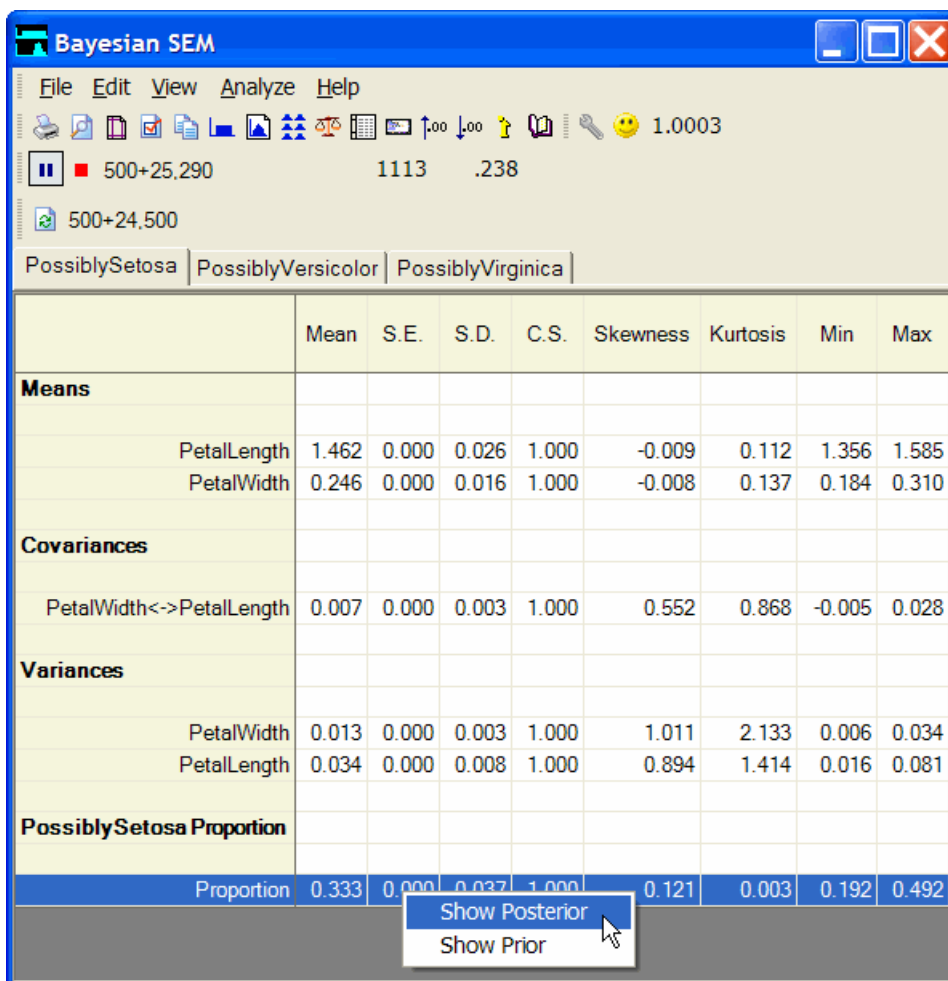 Bayesian SEM
File Edit View Analyze Help
1.0003
500+25,290 1113 .238
500+24,500
PossiblySetosa PossiblyVersicolor PossiblyVirginica
Mean S.E. S.D. C.S. Skewness Kurtosis Min Max
Means
PetalLength 1.462 0.000 0.026 1.000 -0.009 0.112 1.356 1.585
PetalWidth 0.246 0.000 0.016 1.000 -0.008 0.137 0.184 0.310
Covariances
PetalWidth<->PetalLength 0.007 0.000 0.003 1.000 0.552 0.868 -0.005 0.028
Variances
PetalWidth 0.013 0.000 0.003 1.000 1.011 2.133 0.006 0.034
PetalLength 0.034 0.000 0.008 1.000 0.894 1.414 0.016 0.081
PossiblySetosa Proportion
Proportion 0.333 0.000 0.037 1.000 0.121 0.003 0.192 0.492
Show Posterior
Show Prior